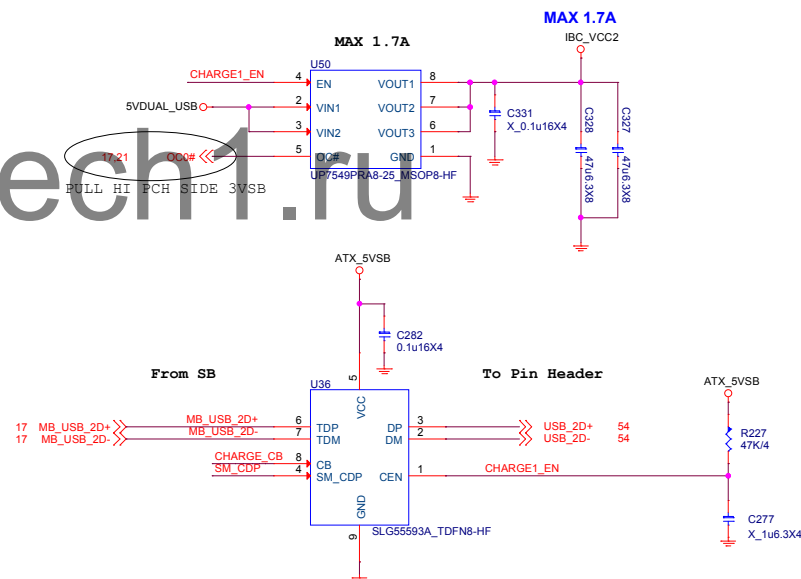 MAX 1.7A
MAX 1.7A
IBC_VCC2
U50
CHARGE1_EN
4 EN VOUT1 8
5VDUAL_USB
2 VIN1 VOUT2 7
3 VIN2 VOUT3 6
17,21 OC0# 5 OC# GND 1
UP7549PRA8-25_MSOP8-HF
PULL HI PCH SIDE 3VSB
C331
X_0.1u16X4
C328
47u6.3X8
C327
47u6.3X8
ech1.ru
ATX_5VSB
C282
0.1u16X4
From SB
To Pin Header
U36
5 VCC
17 MB_USB_2D+ MB_USB_2D+ 6 TDP DP 3 USB_2D+ 54
17 MB_USB_2D- MB_USB_2D- 7 TDM DM 2 USB_2D- 54
CHARGE_CB 8 CB
SM_CDP 4 SM_CDP CEN 1 CHARGE1_EN
GND 9
SLG55593A_TDFN8-HF
ATX_5VSB
R227
47K/4
C277
X_1u6.3X4